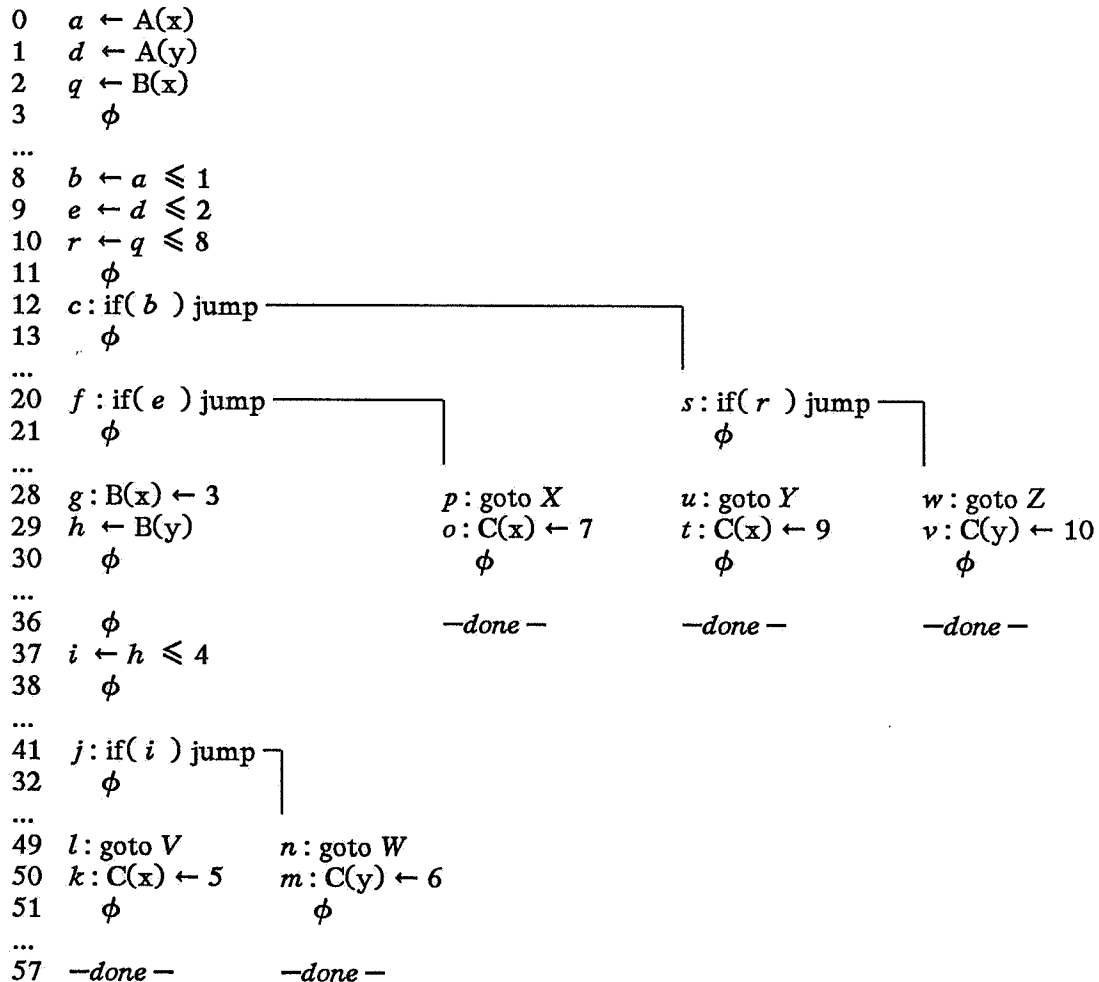 0 a ← A(x)
1 d ← A(y)
2 q ← B(x)
3 ϕ
...
8 b ← a ⩽ 1
9 e ← d ⩽ 2
10 r ← q ⩽ 8
11 ϕ
12 c : if( b ) jump
13 ϕ
...
20 f : if( e ) jump s : if( r ) jump
21 ϕ ϕ
...
28 g : B(x) ← 3 p : goto X u : goto Y w : goto Z
29 h ← B(y) o : C(x) ← 7 t : C(x) ← 9 v : C(y) ← 10
30 ϕ ϕ ϕ ϕ
...
36 ϕ —done— —done— —done—
37 i ← h ⩽ 4
38 ϕ
...
41 j : if( i ) jump
32 ϕ
...
49 l : goto V n : goto W
50 k : C(x) ← 5 m : C(y) ← 6
51 ϕ ϕ
...
57 —done— —done—